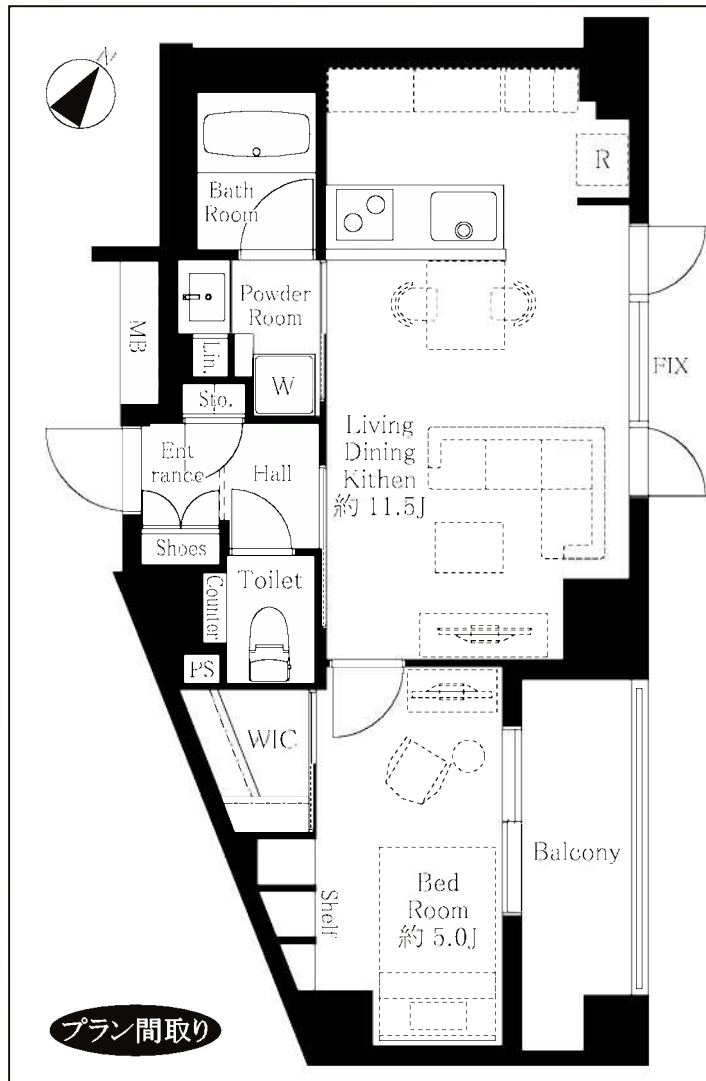 N
R
Bath
Room
Powder
Room
MB
Lin.
W
FIX
Sto.
Ent
rance
Hall
Living
Dining
Kithen
約 11.5J
Shoes
Toilet
Counter
PS
WIC
Balcony
Bed
Room
約 5.0J
Shelf
プラン間取り